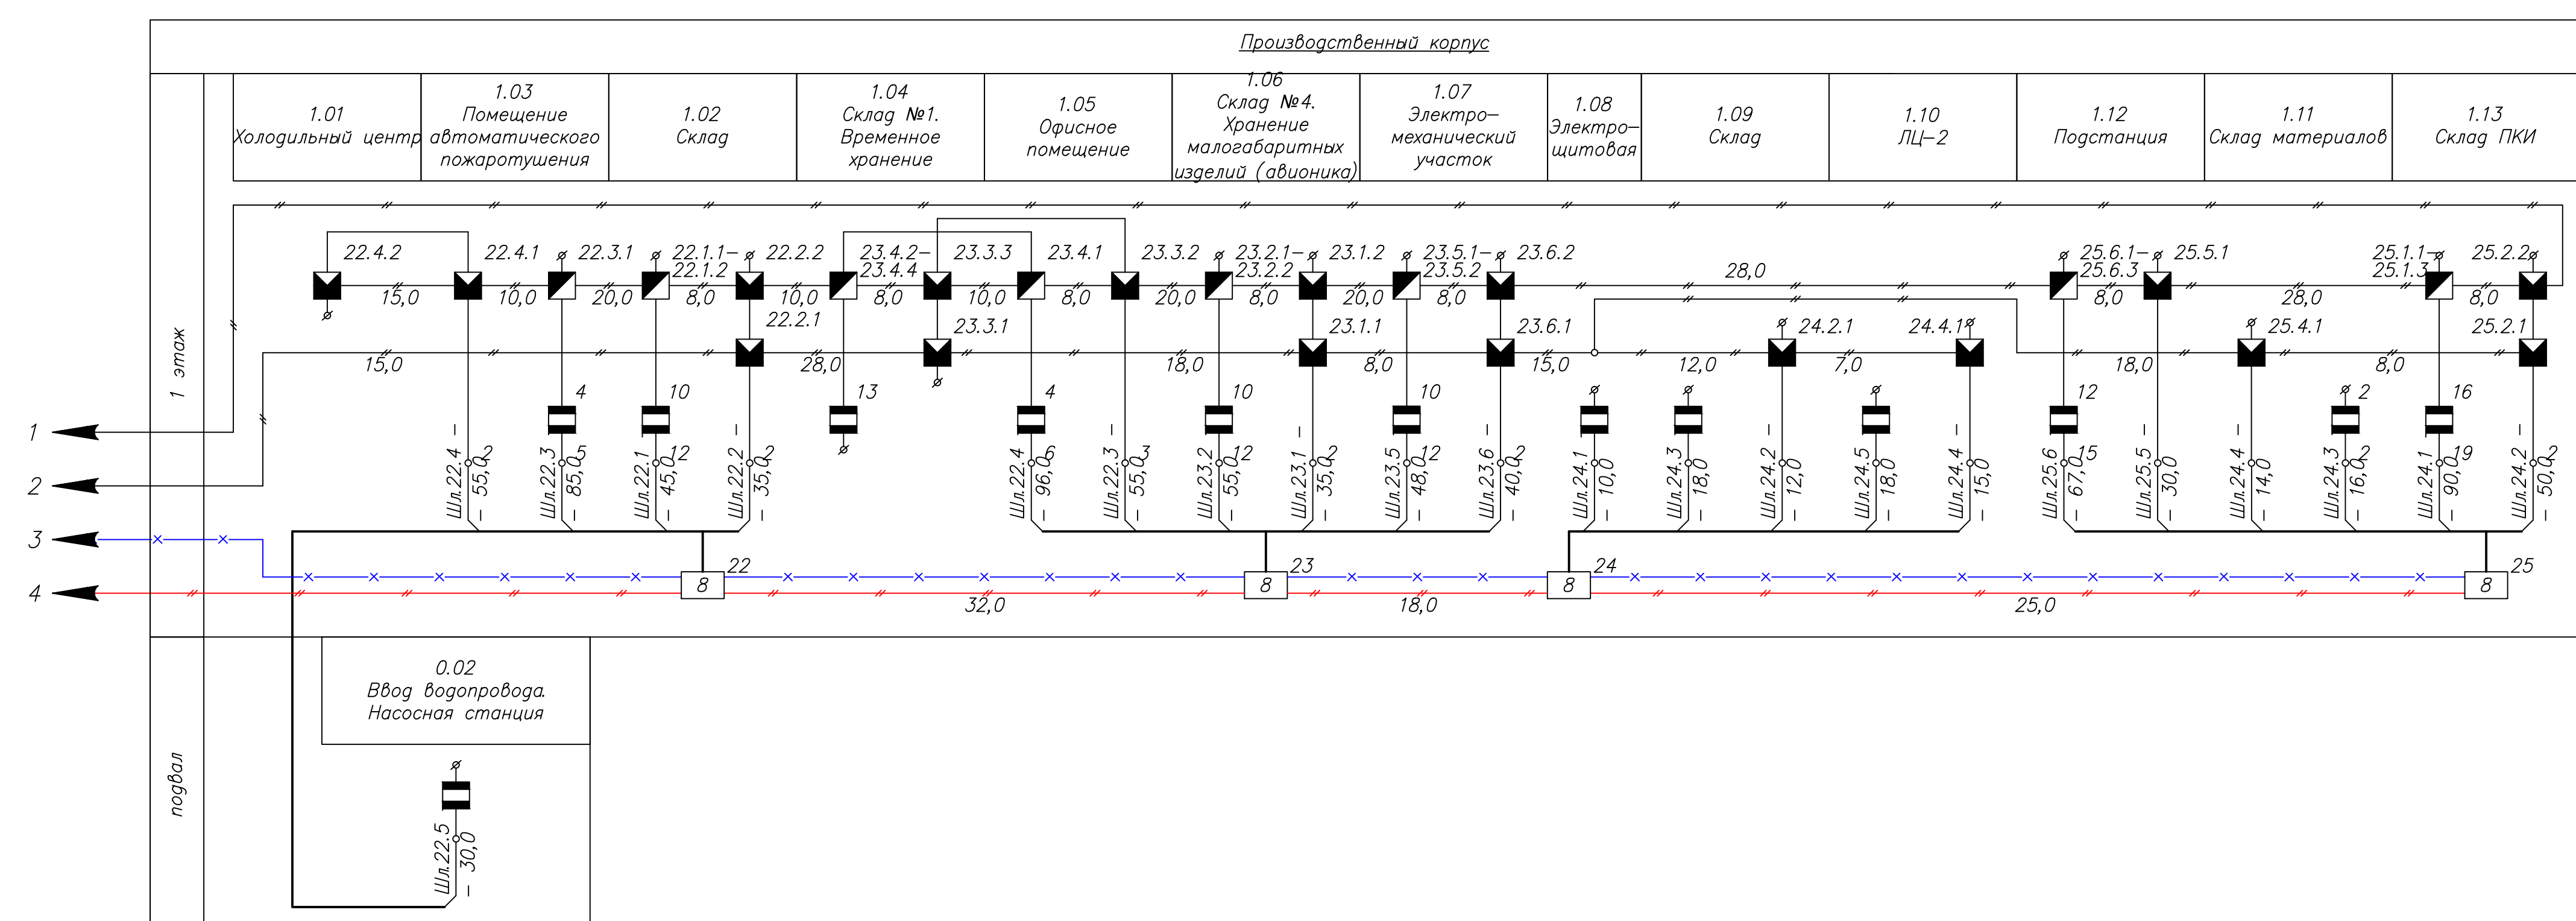 Производственный корпус
1.01
Холодильный центр
1.03
Помещение
автоматического
пожаротушения
1.02
Склад
1.04
Склад №1.
Временное
хранение
1.05
Офисное
помещение
1.06
Склад №4.
Хранение
малогабаритных
изделий (авионика)
1.07
Электро-
механический
участок
1.08
Электро-
щитовая
1.09
Склад
1.10
ЛЦ-2
1.12
Подстанция
1.11
Склад материалов
1.13
Склад ПКИ
1 этаж
22.4.2
22.4.1
22.3.1
22.1.1-
22.1.2
22.2.2
23.4.2-
23.4.4
23.3.3
23.4.1
23.3.2
23.2.1-
23.2.2
23.1.2
23.5.1-
23.5.2
23.6.2
28,0
25.6.1-
25.6.3
25.5.1
25.1.1-
25.1.3
25.2.2
15,0
10,0
20,0
8,0
10,0
8,0
10,0
8,0
20,0
8,0
20,0
8,0
8,0
28,0
8,0
22.2.1
23.3.1
23.1.1
23.6.1
24.2.1
24.4.1
25.4.1
25.2.1
15,0
28,0
18,0
8,0
15,0
12,0
7,0
18,0
8,0
4
10
13
4
10
10
12
2
16
1
2
3
4
Шл.22.4 -
- 55,0
2
Шл.22.3
- 85,0
5
Шл.22.1
- 45,0
12
Шл.22.2 -
- 35,0
2
Шл.22.4
- 96,0
6
Шл.22.3 -
- 55,0
3
Шл.23.2
- 55,0
12
Шл.23.1 -
- 35,0
2
Шл.23.5
- 48,0
12
Шл.23.6 -
- 40,0
2
Шл.24.1
- 10,0
Шл.24.3
- 18,0
Шл.24.2 -
- 12,0
Шл.24.5
- 18,0
Шл.24.4 -
- 15,0
Шл.25.6
- 67,0
15
Шл.25.5 -
- 30,0
Шл.24.4 -
- 14,0
Шл.24.3
- 16,0
2
Шл.24.1
- 90,0
19
Шл.24.2 -
- 50,0
2
8
22
8
23
8
24
8
25
32,0
18,0
25,0
подвал
0.02
Ввод водопровода.
Насосная станция
Шл.22.5
- 30,0